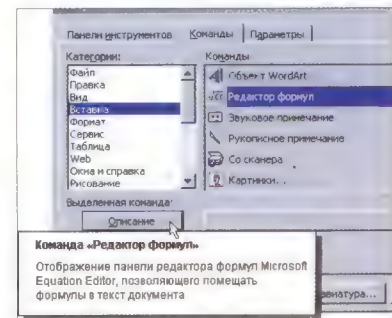 Панели инструментов Команды Параметры
Категории: Команды
Файл
Правка
Вид
Вставка
Формат
Сервис
Таблица
Web
Окна и справка
Рисование
Объект WordArt
Редактор формул
Звуковое примечание
Рукописное примечание
Со сканера
Картинки...
Выделенная команда:
Описание
Команда «Редактор формул»
Отображение панели редактора формул Microsoft
Equation Editor, позволяющего помещать
формулы в текст документа